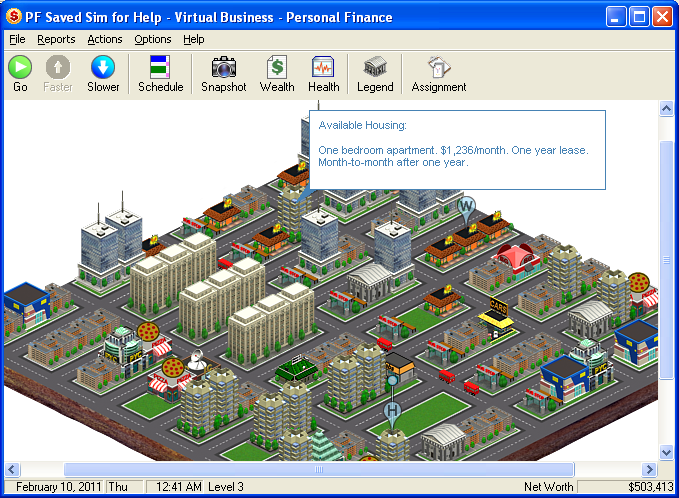 PF Saved Sim for Help - Virtual Business - Personal Finance
File Reports Actions Options Help
Go Faster Slower Schedule Snapshot Wealth Health Legend Assignment
Available Housing:
One bedroom apartment. $1,236/month. One year lease.
Month-to-month after one year.
W
CARS
H
February 10, 2011 Thu 12:41 AM Level 3 Net Worth $503,413